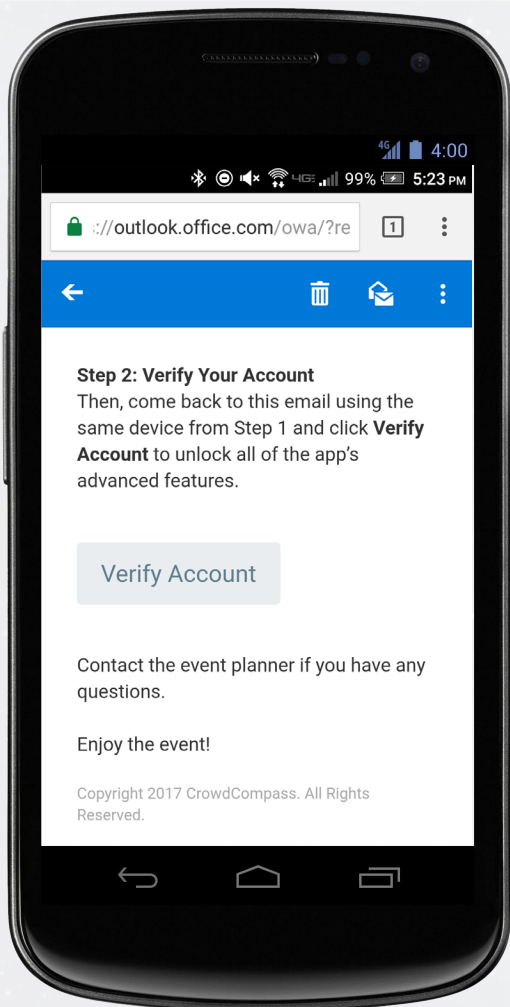 4G 4:00
4GE 99% 5:23 PM
://outlook.office.com/owa/?re 1
Step 2: Verify Your Account
Then, come back to this email using the
same device from Step 1 and click Verify
Account to unlock all of the app's
advanced features.
Verify Account
Contact the event planner if you have any
questions.
Enjoy the event!
Copyright 2017 CrowdCompass. All Rights
Reserved.